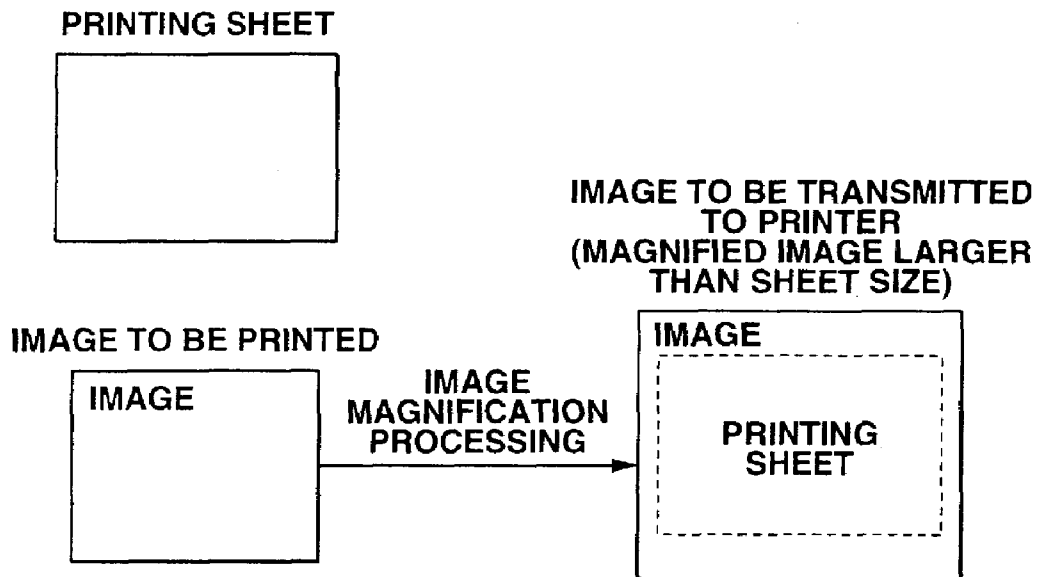 PRINTING SHEET
IMAGE TO BE TRANSMITTED
TO PRINTER
(MAGNIFIED IMAGE LARGER
THAN SHEET SIZE)
IMAGE TO BE PRINTED
IMAGE
IMAGE
MAGNIFICATION
PROCESSING
IMAGE
PRINTING
SHEET